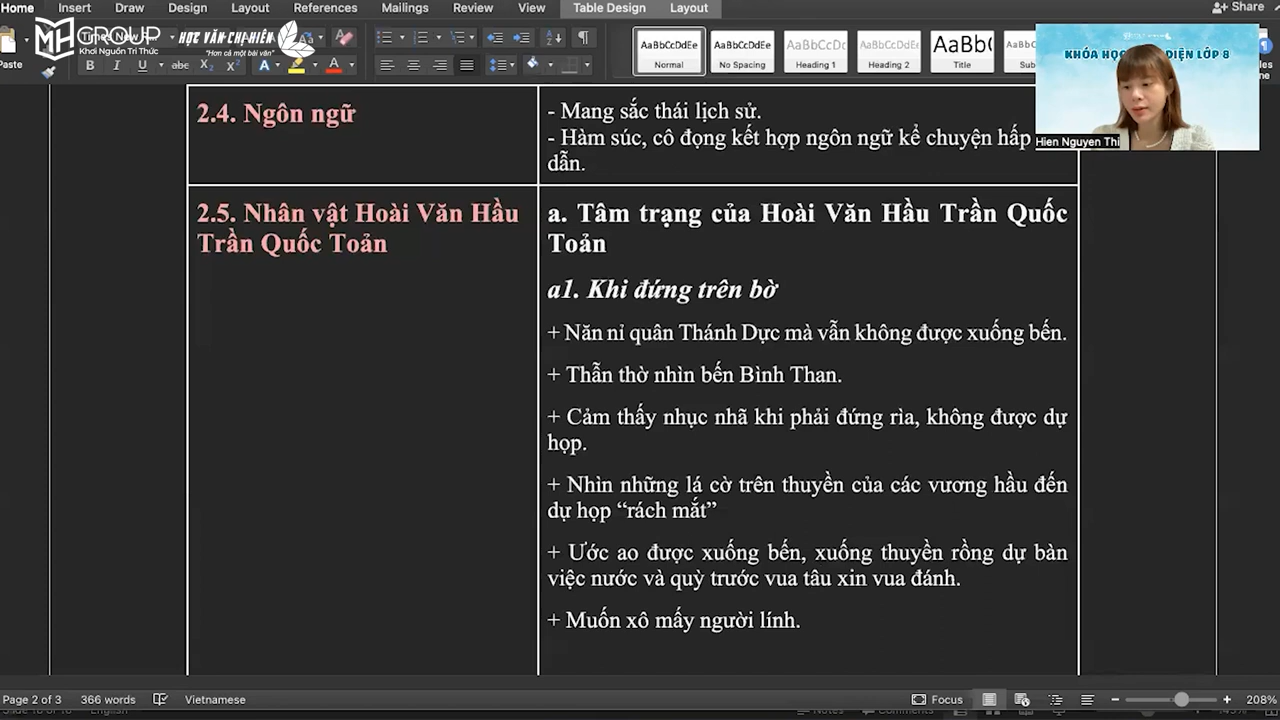 Home Insert Draw Design Layout References Mailings Review View Table Design Layout Share
MH GROUP
Khơi Nguồn Tri Thức
HỌC VĂN CHỊ HIÊN
"Hơn cả một bài văn"
Times New
Paste
B I U abc X₂ X² A A
AaBbCcDdEe AaBbCcDdEe AaBbCcDc AaBbCcDdEe AaBb(
Normal No Spacing Heading 1 Heading 2 Title
LỚP 8
Hien Nguyen Thi
2.4. Ngôn ngữ
- Mang sắc thái lịch sử.
- Hàm súc, cô đọng kết hợp ngôn ngữ kể chuyện hấp
dẫn.
2.5. Nhân vật Hoài Văn Hầu
Trần Quốc Toản
a. Tâm trạng của Hoài Văn Hầu Trần Quốc
Toản
a1. Khi đứng trên bờ
+ Năn nỉ quân Thánh Dực mà vẫn không được xuống bến.
+ Thẫn thờ nhìn bến Bình Than.
+ Cảm thấy nhục nhã khi phải đứng rìa, không được dự
họp.
+ Nhìn những lá cờ trên thuyền của các vương hầu đến
dự họp “rách mắt”
+ Ước ao được xuống bến, xuống thuyền rồng dự bàn
việc nước và quỳ trước vua tâu xin vua đánh.
+ Muốn xô mấy người lính.
Page 2 of 3 366 words Vietnamese Focus 208%